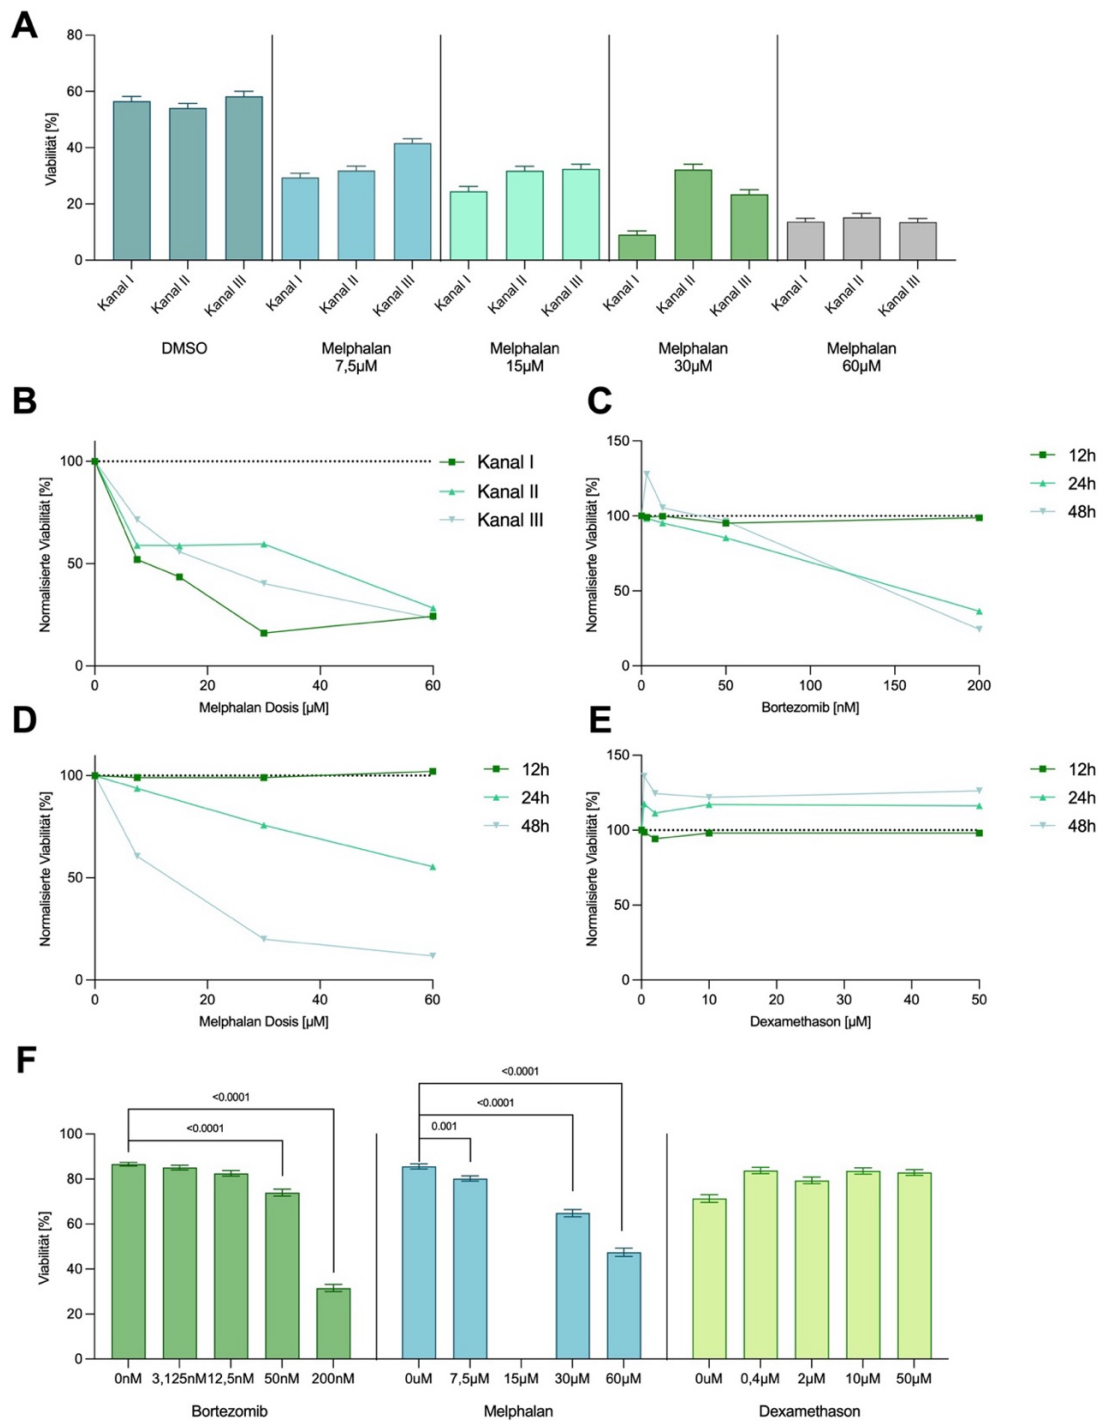 A
80
60
40
20
0
Viabilität [%]
Kanal I
Kanal II
Kanal III
Kanal I
Kanal II
Kanal III
Kanal I
Kanal II
Kanal III
Kanal I
Kanal II
Kanal III
Kanal I
Kanal II
Kanal III
DMSO
Melphalan
7,5µM
Melphalan
15µM
Melphalan
30µM
Melphalan
60µM
B
100
50
0
Normalisierte Viabilität [%]
0 20 40 60
Melphalan Dosis [µM]
Kanal I
Kanal II
Kanal III
C
150
100
50
0
Normalisierte Viabilität [%]
0 50 100 150 200
Bortezomib [nM]
12h
24h
48h
D
100
50
0
Normalisierte Viabilität [%]
0 20 40 60
Melphalan Dosis [µM]
12h
24h
48h
E
150
100
50
0
Normalisierte Viabilität [%]
0 10 20 30 40 50
Dexamethason [µM]
12h
24h
48h
F
100
80
60
40
20
0
Viabilität [%]
<0.0001
<0.0001
<0.0001
<0.0001
0.001
0nM 3,125nM 12,5nM 50nM 200nM
Bortezomib
0uM 7,5µM 15µM 30µM 60µM
Melphalan
0uM 0,4µM 2µM 10µM 50µM
Dexamethason